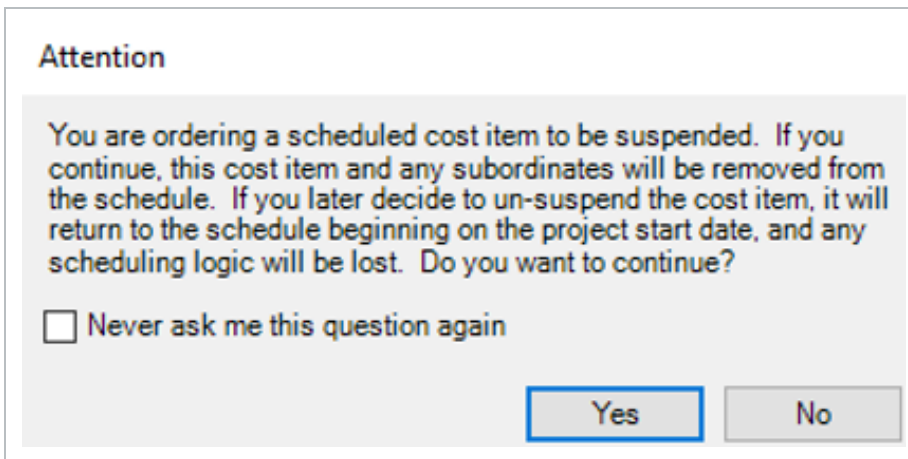 Attention
You are ordering a scheduled cost item to be suspended.  If you
continue, this cost item and any subordinates will be removed from
the schedule.  If you later decide to un-suspend the cost item, it will
return to the schedule beginning on the project start date, and any
scheduling logic will be lost.  Do you want to continue?
Never ask me this question again
Yes No